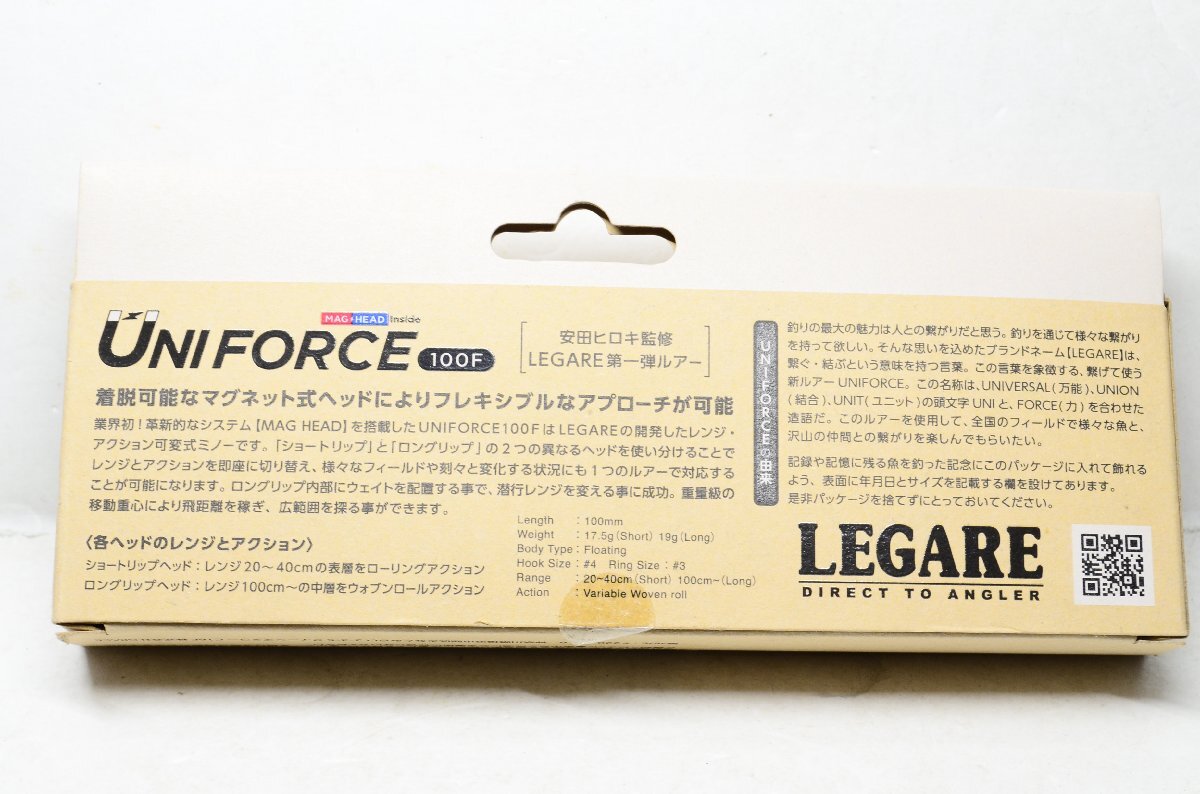 MAG HEAD Inside
UNIFORCE 100F
安田ヒロキ監修
LEGARE 第一弾ルアー
着脱可能なマグネット式ヘッドによりフレキシブルなアプローチが可能
業界初！革新的なシステム【MAG HEAD】を搭載したUNIFORCE100FはLEGAREの開発したレンジ・
アクション可変式ミノーです。「ショートリップ」と「ロングリップ」の2つの異なるヘッドを使い分けることで
レンジとアクションを即座に切り替え、様々なフィールドや刻々と変化する状況にも1つのルアーで対応する
ことが可能になります。ロングリップ内部にウェイトを配置する事で、潜行レンジを変える事に成功。重量級の
移動重心により飛距離を稼ぎ、広範囲を探る事ができます。
〈各ヘッドのレンジとアクション〉
ショートリップヘッド：レンジ20〜40cmの表層をローリングアクション
ロングリップヘッド：レンジ100cm〜の中層をウォブンロールアクション
Length : 100mm
Weight : 17.5g(Short) 19g(Long)
Body Type : Floating
Hook Size : #4 Ring Size : #3
Range : 20~40cm(Short) 100cm~(Long)
Action : Variable Woven roll
UNIFORCEの由来
釣りの最大の魅力は人との繋がりだと思う。釣りを通じて様々な繋がり
を持って欲しい。そんな思いを込めたブランドネーム【LEGARE】は、
繋ぐ・結ぶという意味を持つ言葉。この言葉を象徴する、繋げて使う
新ルアーUNIFORCE。この名称は、UNIVERSAL(万能)、UNION
(結合)、UNIT(ユニット)の頭文字UNIと、FORCE(力)を合わせた
造語だ。このルアーを使用して、全国のフィールドで様々な魚と、
沢山の仲間との繋がりを楽しんでもらいたい。
記録や記憶に残る魚を釣った記念にこのパッケージに入れて飾れる
よう、表面に年月日とサイズを記載する欄を設けてあります。
是非パッケージを捨てずにとっておいてください。
LEGARE
DIRECT TO ANGLER